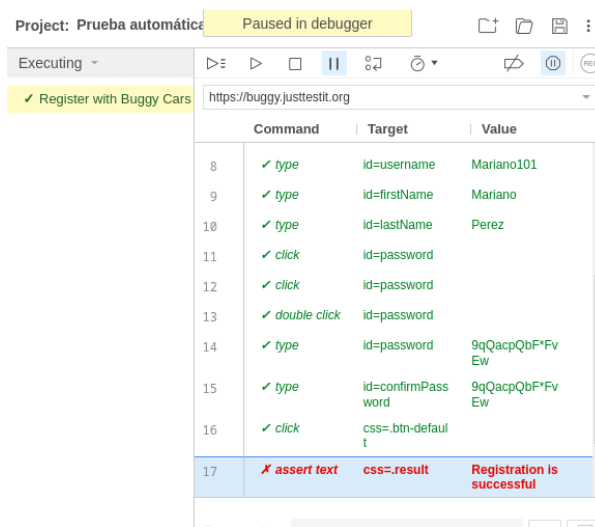 Project: Prueba automática
Paused in debugger
Executing
✓ Register with Buggy Cars
REC
https://buggy.justtestit.org
Command Target Value
8 ✓ type id=username Mariano101
9 ✓ type id=firstName Mariano
10 ✓ type id=lastName Perez
11 ✓ click id=password
12 ✓ click id=password
13 ✓ double click id=password
14 ✓ type id=password 9qQacpQbF*Fv
Ew
15 ✓ type id=confirmPass 9qQacpQbF*Fv
word Ew
16 ✓ click css=.btn-defaul
t
17 ✗ assert text css=.result Registration is
successful